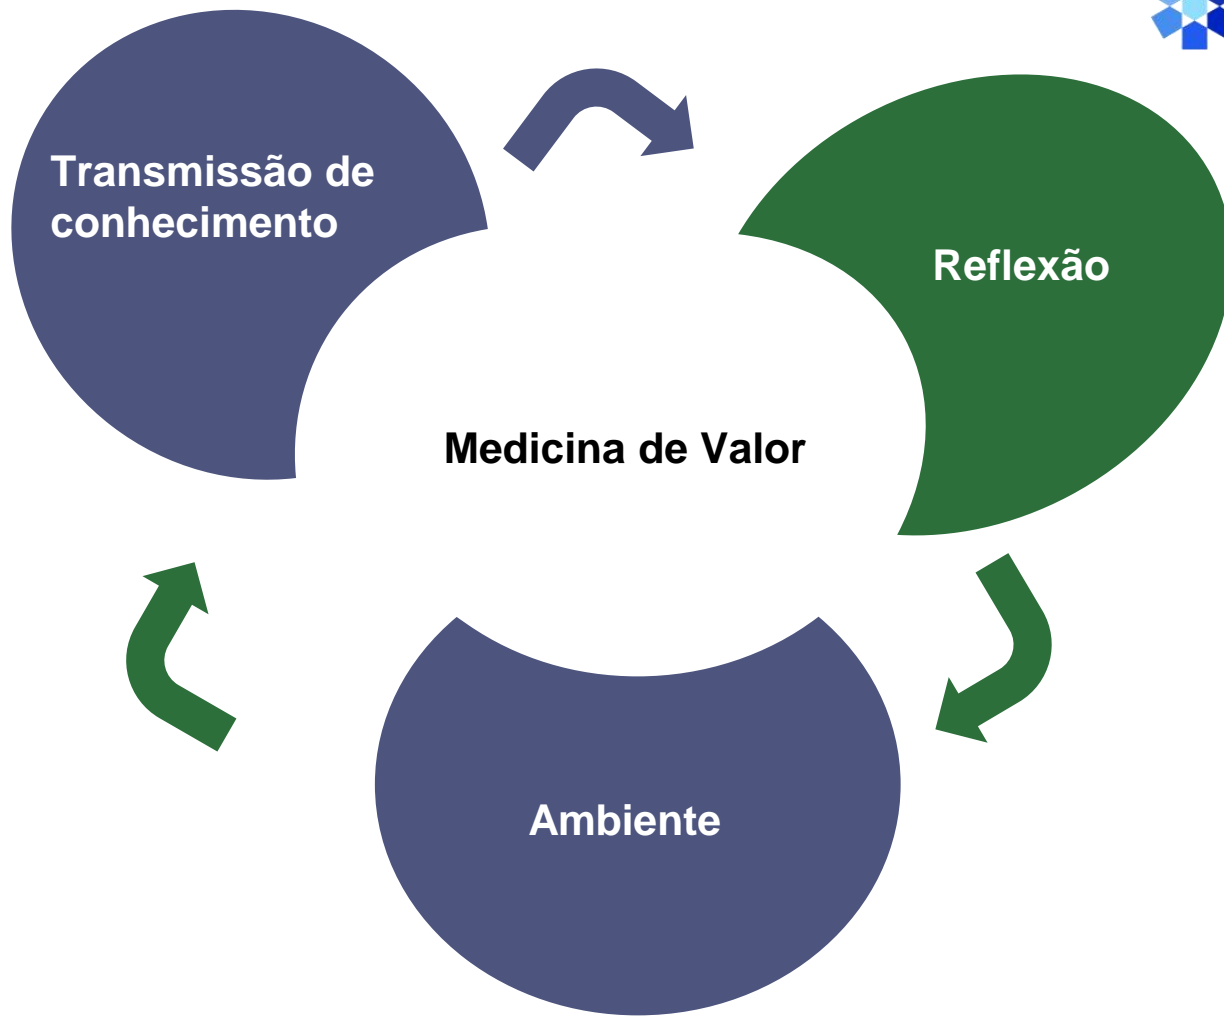 Transmissão de
conhecimento
Reflexão
Medicina de Valor
Ambiente